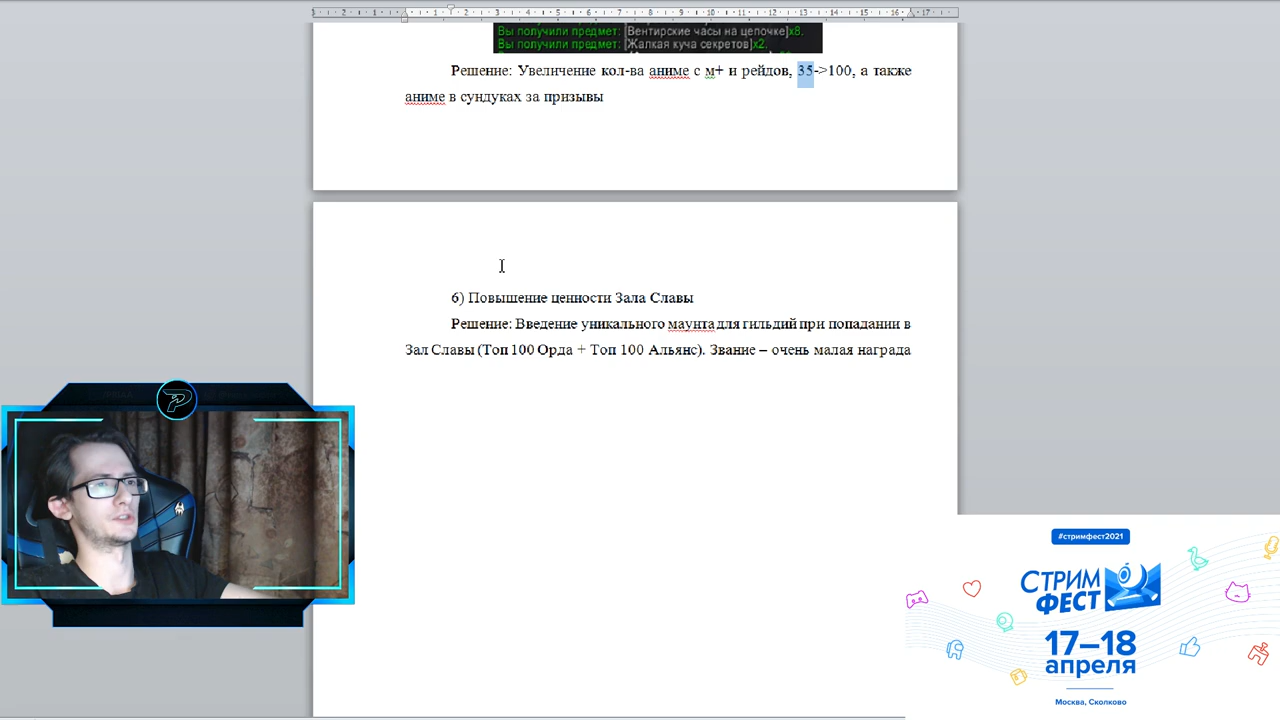 Вы получили предмет: [Вентирские часы на цепочке]x8.
Вы получили предмет: [Жалкая куча секретов]x2.
Решение: Увеличение кол-ва аниме с м+ и рейдов, 35->100, а также
аниме в сундуках за призывы
6) Повышение ценности Зала Славы
Решение: Введение уникального маунта для гильдий при попадании в
Зал Славы (Топ 100 Орда + Топ 100 Альянс). Звание – очень малая награда
#стримфест2021
СТРИМ
ФЕСТ
17–18
апреля
Москва, Сколково